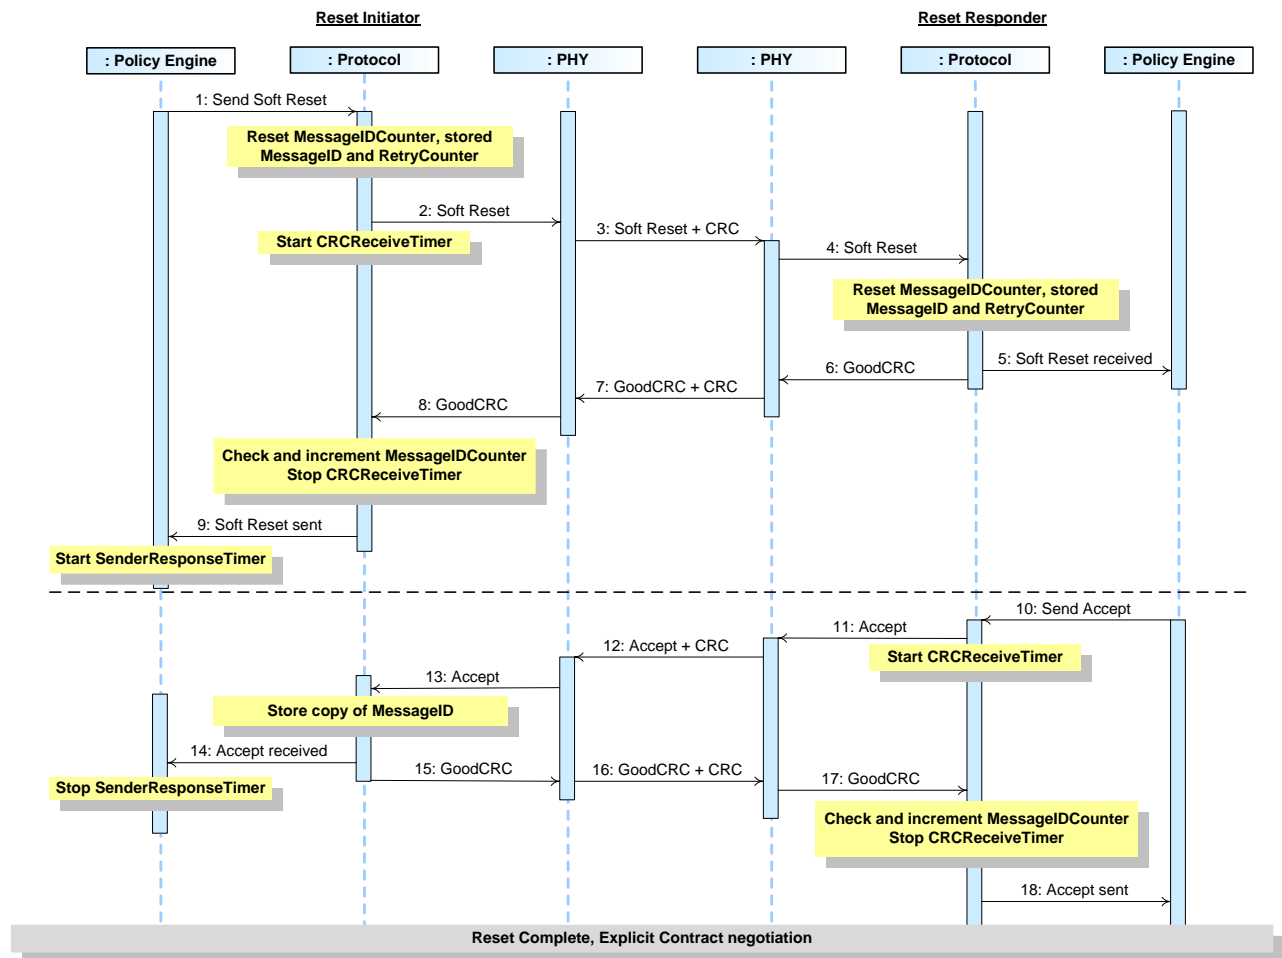 Reset Initiator
Reset Responder
: Policy Engine
: Protocol
: PHY
: PHY
: Protocol
: Policy Engine
1: Send Soft Reset
Reset MessageIDCounter, stored
MessageID and RetryCounter
2: Soft Reset
Start CRCReceiveTimer
3: Soft Reset + CRC
4: Soft Reset
Reset MessageIDCounter, stored
MessageID and RetryCounter
5: Soft Reset received
6: GoodCRC
7: GoodCRC + CRC
8: GoodCRC
Check and increment MessageIDCounter
Stop CRCReceiveTimer
9: Soft Reset sent
Start SenderResponseTimer
10: Send Accept
11: Accept
Start CRCReceiveTimer
12: Accept + CRC
13: Accept
Store copy of MessageID
14: Accept received
Stop SenderResponseTimer
15: GoodCRC
16: GoodCRC + CRC
17: GoodCRC
Check and increment MessageIDCounter
Stop CRCReceiveTimer
18: Accept sent
Reset Complete, Explicit Contract negotiation